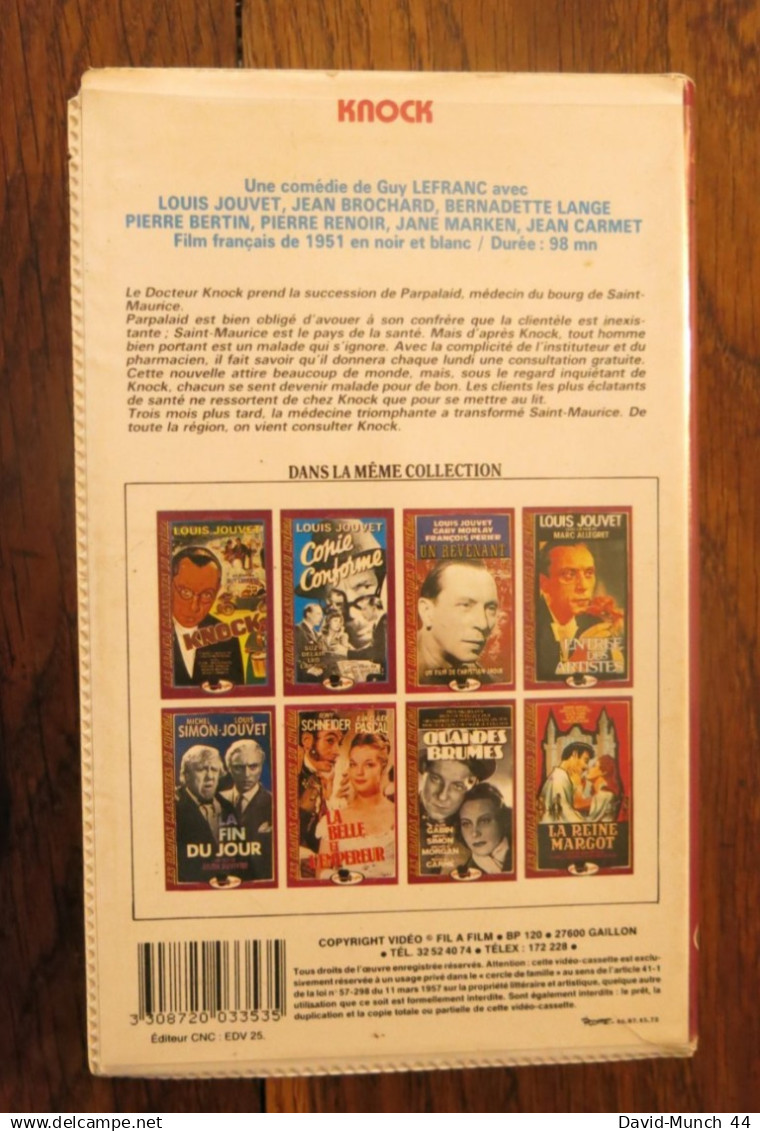 KNOCK
Une comédie de Guy LEFRANC avec
LOUIS JOUVET, JEAN BROCHARD, BERNADETTE LANGE
PIERRE BERTIN, PIERRE RENOIR, JANE MARKEN, JEAN CARMET
Film français de 1951 en noir et blanc / Durée : 98 mn
Le Docteur Knock prend la succession de Parpalaid, médecin du bourg de Saint-
Maurice.
Parpalaid est bien obligé d'avouer à son confrère que la clientèle est inexis-
tante ; Saint-Maurice est le pays de la santé. Mais d'après Knock, tout homme
bien portant est un malade qui s'ignore. Avec la complicité de l'instituteur et du
pharmacien, il fait savoir qu'il donnera chaque lundi une consultation gratuite.
Cette nouvelle attire beaucoup de monde, mais, sous le regard inquiétant de
Knock, chacun se sent devenir malade pour de bon. Les clients les plus éclatants
de santé ne ressortent de chez Knock que pour se mettre au lit.
Trois mois plus tard, la médecine triomphante a transformé Saint-Maurice. De
toute la région, on vient consulter Knock.
DANS LA MÊME COLLECTION
LOUIS JOUVET
KNOCK
LOUIS JOUVET
Copie
Conforme
LOUIS JOUVET
GABY MORLAY
FRANÇOIS PERIER
UN REVENANT
UN FILM DE CHRISTIAN JAQUE
LOUIS JOUVET
MARC ALLEGRET
ENTREE
DES
ARTISTES
MICHEL LOUIS
SIMON-JOUVET
LA
FIN
DU JOUR
SCHNEIDER
PASCAL
LA BELLE
ET
L'EMPEREUR
QUAI DES
BRUMES
GABIN
SIMON
MORGAN
LA REINE
MARGOT
COPYRIGHT VIDÉO © FIL A FILM • BP 120 • 27600 GAILLON
• TÉL. 32 52 40 74 • TÉLEX : 172 228 •
Tous droits de l'œuvre enregistrée réservés. Attention : cette vidéo-cassette est exclu-
sivement réservée à un usage privé dans le « cercle de famille » au sens de l'article 41-1
de la loi n° 57-298 du 11 mars 1957 sur la propriété littéraire et artistique, quelque autre
utilisation que ce soit est formellement interdite. Sont également interdits : le prêt, la
duplication et la copie totale ou partielle de cette vidéo-cassette.
3 308720 033535
Éditeur CNC : EDV 25.
David-Munch 44